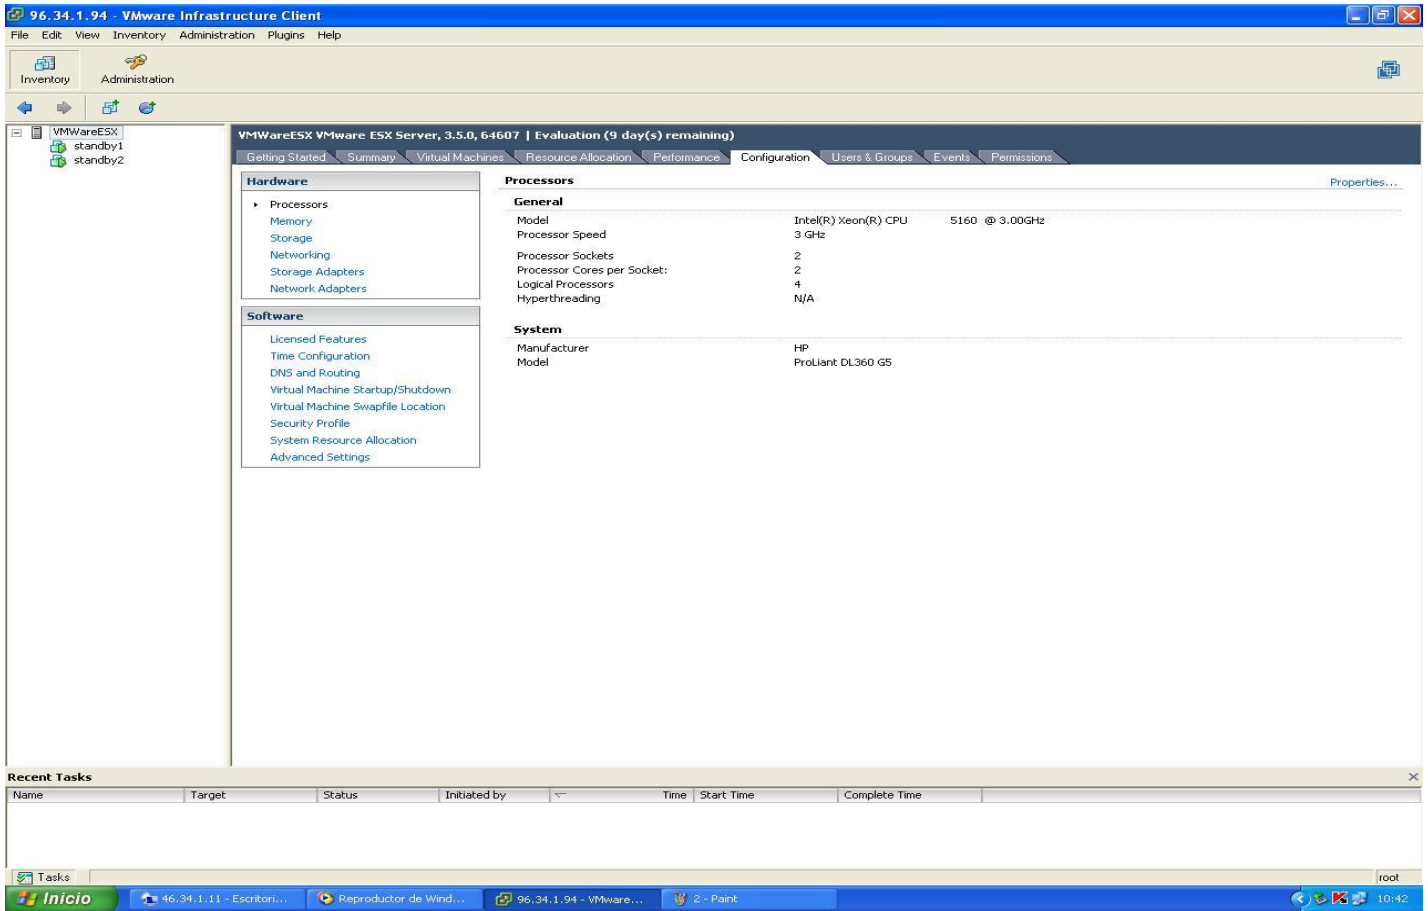 96.34.1.94 - VMware Infrastructure Client
File Edit View Inventory Administration Plugins Help
Inventory Administration
VMWareESX
standby1
standby2
VMWareESX VMware ESX Server, 3.5.0, 64607 | Evaluation (9 day(s) remaining)
Getting Started Summary Virtual Machines Resource Allocation Performance Configuration Users & Groups Events Permissions
Hardware
Processors
Memory
Storage
Networking
Storage Adapters
Network Adapters
Software
Licensed Features
Time Configuration
DNS and Routing
Virtual Machine Startup/Shutdown
Virtual Machine Swapfile Location
Security Profile
System Resource Allocation
Advanced Settings
Processors Properties...
General
Model Intel(R) Xeon(R) CPU 5160 @ 3.00GHz
Processor Speed 3 GHz
Processor Sockets 2
Processor Cores per Socket: 2
Logical Processors 4
Hyperthreading N/A
System
Manufacturer HP
Model ProLiant DL360 G5
Recent Tasks
Name Target Status Initiated by Time Start Time Complete Time
Tasks root
Inicio 46.34.1.11 - Escritori... Reproductor de Wind... 96.34.1.94 - VMware... 2 - Paint 10:42